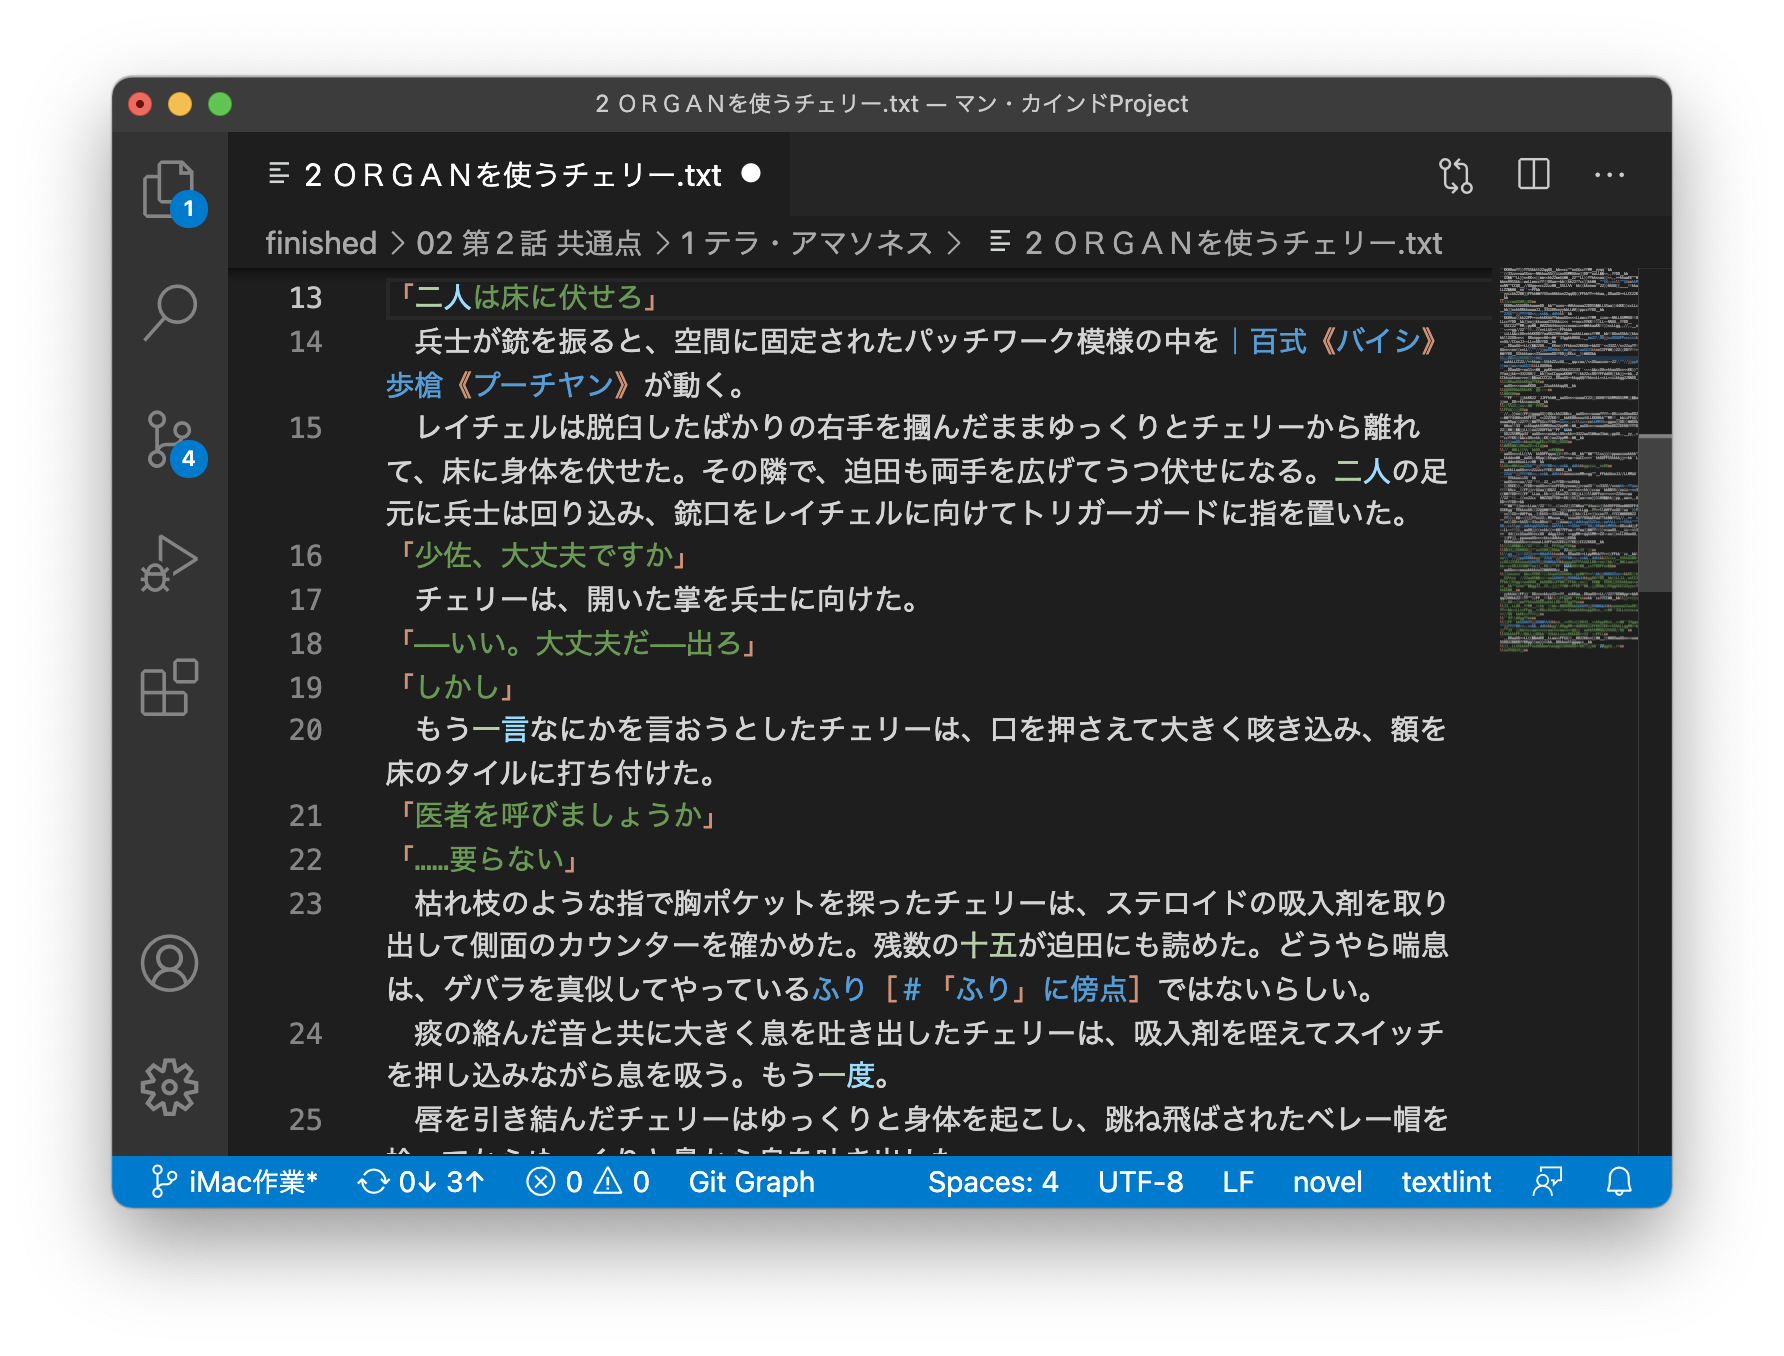 ２ ＯＲＧＡＮを使うチェリー.txt — マン・カインドProject
２ ＯＲＧＡＮを使うチェリー.txt
finished > 02 第２話 共通点 > 1 テラ・アマソネス > ２ ＯＲＧＡＮを使うチェリー.txt
1
4
13 「二人は床に伏せろ」
14 　兵士が銃を振ると、空間に固定されたパッチワーク模様の中を｜百式《バイシ》
歩槍《プーチヤン》が動く。
15 　レイチェルは脱臼したばかりの右手を摑んだままゆっくりとチェリーから離れ
て、床に身体を伏せた。その隣で、迫田も両手を広げてうつ伏せになる。二人の足
元に兵士は回り込み、銃口をレイチェルに向けてトリガーガードに指を置いた。
16 「少佐、大丈夫ですか」
17 　チェリーは、開いた掌を兵士に向けた。
18 「──いい。大丈夫だ──出ろ」
19 「しかし」
20 　もう一言なにかを言おうとしたチェリーは、口を押さえて大きく咳き込み、額を
床のタイルに打ち付けた。
21 「医者を呼びましょうか」
22 「……要らない」
23 　枯れ枝のような指で胸ポケットを探ったチェリーは、ステロイドの吸入剤を取り
出して側面のカウンターを確かめた。残数の十五が迫田にも読めた。どうやら喘息
は、ゲバラを真似してやっているふり［＃「ふり」に傍点］ではないらしい。
24 　痰の絡んだ音と共に大きく息を吐き出したチェリーは、吸入剤を咥えてスイッチ
を押し込みながら息を吸う。もう一度。
25 　唇を引き結んだチェリーはゆっくりと身体を起こし、跳ね飛ばされたベレー帽を
iMac作業* 0↓ 3↑ 0 0 Git Graph Spaces: 4 UTF-8 LF novel textlint